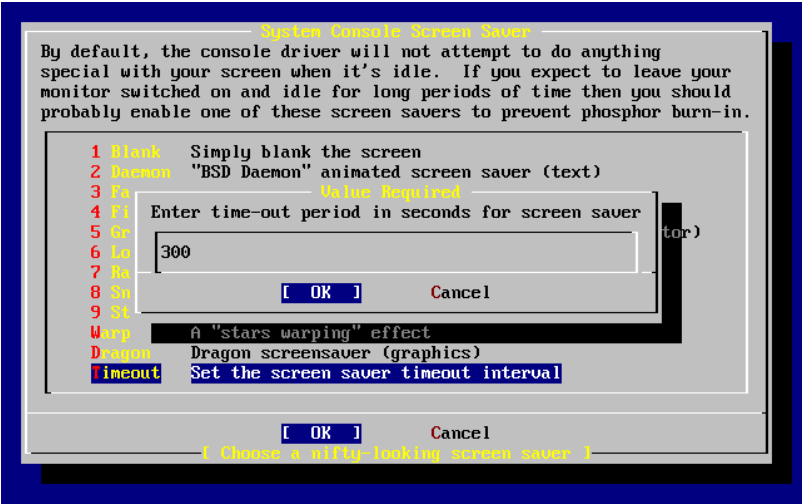 System Console Screen Saver
By default, the console driver will not attempt to do anything
special with your screen when it's idle.  If you expect to leave your
monitor switched on and idle for long periods of time then you should
probably enable one of these screen savers to prevent phosphor burn-in.
1 Blank Simply blank the screen
2 Daemon "BSD Daemon" animated screen saver (text)
3 Fa
Value Required
4 Fi
Enter time-out period in seconds for screen saver
5 Gr tor)
6 Lo
300
7 Ra
8 Sn
[ OK ] Cancel
9 St
Warp A "stars warping" effect
Dragon Dragon screensaver (graphics)
Timeout Set the screen saver timeout interval
[ OK ] Cancel
[ Choose a nifty-looking screen saver ]